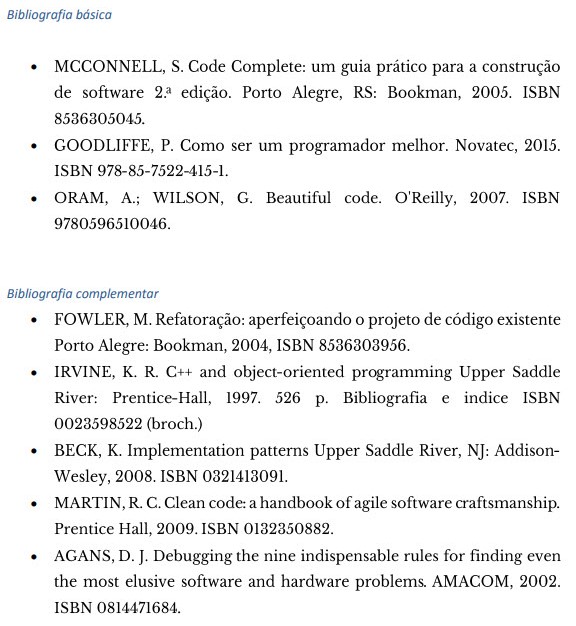 Bibliografia básica
• MCCONNELL, S. Code Complete: um guia prático para a construção
de software 2.ª edição. Porto Alegre, RS: Bookman, 2005. ISBN
8536305045.
• GOODLIFFE, P. Como ser um programador melhor. Novatec, 2015.
ISBN 978-85-7522-415-1.
• ORAM, A.; WILSON, G. Beautiful code. O'Reilly, 2007. ISBN
9780596510046.
Bibliografia complementar
• FOWLER, M. Refatoração: aperfeiçoando o projeto de código existente
Porto Alegre: Bookman, 2004, ISBN 8536303956.
• IRVINE, K. R. C++ and object-oriented programming Upper Saddle
River: Prentice-Hall, 1997. 526 p. Bibliografia e indice ISBN
0023598522 (broch.)
• BECK, K. Implementation patterns Upper Saddle River, NJ: Addison-
Wesley, 2008. ISBN 0321413091.
• MARTIN, R. C. Clean code: a handbook of agile software craftsmanship.
Prentice Hall, 2009. ISBN 0132350882.
• AGANS, D. J. Debugging the nine indispensable rules for finding even
the most elusive software and hardware problems. AMACOM, 2002.
ISBN 0814471684.